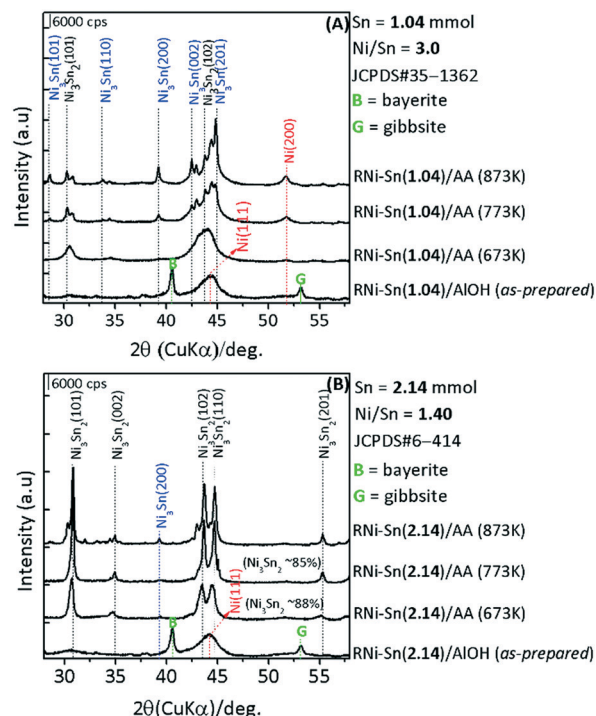 6000 cps
(A)
Sn = 1.04 mmol
Ni/Sn = 3.0
JCPDS#35–1362
B = bayerite
G = gibbsite
Ni₃Sn(101)
Ni₃Sn₂(101)
Ni₃Sn(110)
Ni₃Sn(200)
Ni₃Sn(002)
Ni₃Sn₂(102)
Ni₃Sn(201)
Ni(200)
Intensity (a.u)
RNi-Sn(1.04)/AA (873K)
RNi-Sn(1.04)/AA (773K)
Ni(111)
RNi-Sn(1.04)/AA (673K)
B
G
RNi-Sn(1.04)/AlOH (as-prepared)
30 35 40 45 50 55
2θ (CuKα)/deg.
6000 cps
(B)
Sn = 2.14 mmol
Ni/Sn = 1.40
JCPDS#6–414
B = bayerite
G = gibbsite
Ni₃Sn₂(101)
Ni₃Sn₂(002)
Ni₃Sn(200)
Ni₃Sn₂(102)
Ni₃Sn₂(110)
Ni₃Sn₂(201)
Intensity (a.u)
RNi-Sn(2.14)/AA (873K)
(Ni₃Sn₂ ~85%)
RNi-Sn(2.14)/AA (773K)
(Ni₃Sn₂ ~88%)
Ni(111)
RNi-Sn(2.14)/AA (673K)
B
G
RNi-Sn(2.14)/AlOH (as-prepared)
30 35 40 45 50 55
2θ(CuKα)/deg.